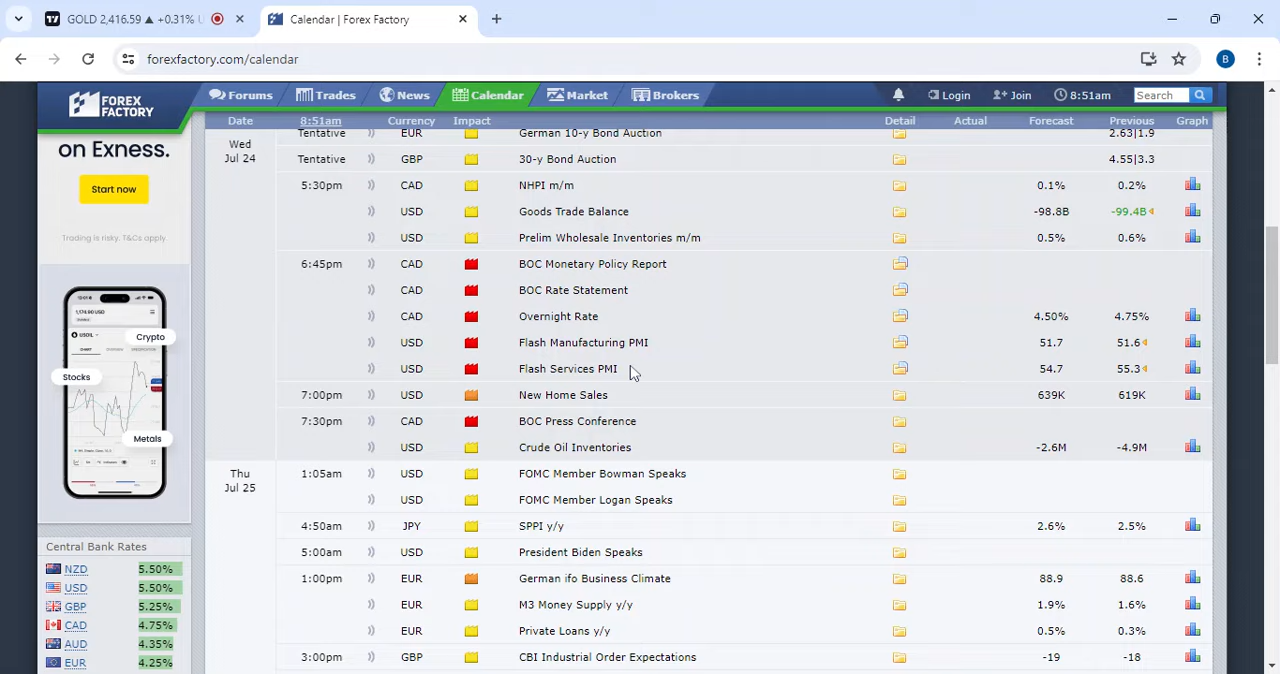 GOLD 2,416.59 ▲ +0.31% U
Calendar | Forex Factory
forexfactory.com/calendar
B
FOREX
FACTORY
Forums
Trades
News
Calendar
Market
Brokers
Login
Join
8:51am
Search
Date 8:51am Currency Impact Detail Actual Forecast Previous Graph
Tentative EUR German 10-y Bond Auction 2.63|1.9
Wed
Jul 24
Tentative GBP 30-y Bond Auction 4.55|3.3
5:30pm CAD NHPI m/m 0.1% 0.2%
USD Goods Trade Balance -98.8B -99.4B
USD Prelim Wholesale Inventories m/m 0.5% 0.6%
6:45pm CAD BOC Monetary Policy Report
CAD BOC Rate Statement
CAD Overnight Rate 4.50% 4.75%
USD Flash Manufacturing PMI 51.7 51.6
USD Flash Services PMI 54.7 55.3
7:00pm USD New Home Sales 639K 619K
7:30pm CAD BOC Press Conference
USD Crude Oil Inventories -2.6M -4.9M
Thu
Jul 25
1:05am USD FOMC Member Bowman Speaks
USD FOMC Member Logan Speaks
4:50am JPY SPPI y/y 2.6% 2.5%
5:00am USD President Biden Speaks
1:00pm EUR German ifo Business Climate 88.9 88.6
EUR M3 Money Supply y/y 1.9% 1.6%
EUR Private Loans y/y 0.5% 0.3%
3:00pm GBP CBI Industrial Order Expectations -19 -18
on Exness.
Start now
Trading is risky. T&Cs apply
Crypto
Stocks
Metals
Central Bank Rates
NZD 5.50%
USD 5.50%
GBP 5.25%
CAD 4.75%
AUD 4.35%
EUR 4.25%